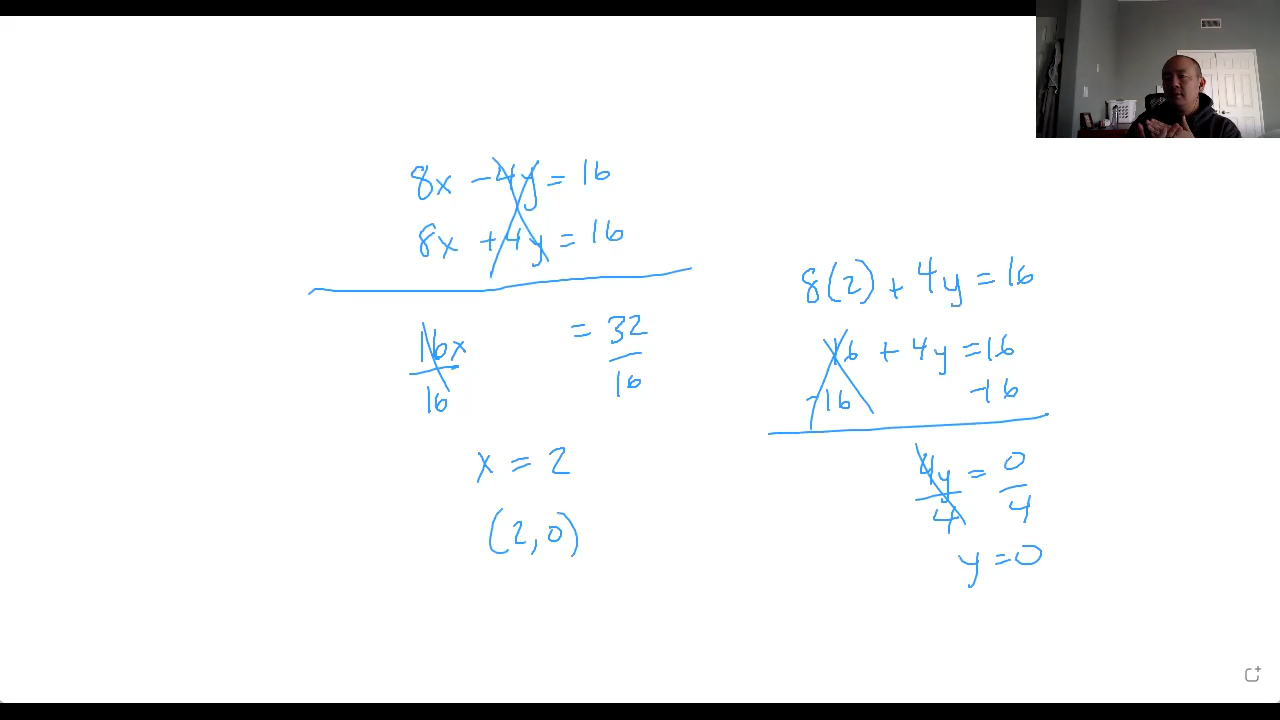 8x - 4y = 16
8x + 4y = 16
16x = 32
16 16
x = 2
(2, 0)
8(2) + 4y = 16
16 + 4y = 16
-16 -16
4y = 0
4 4
y = 0